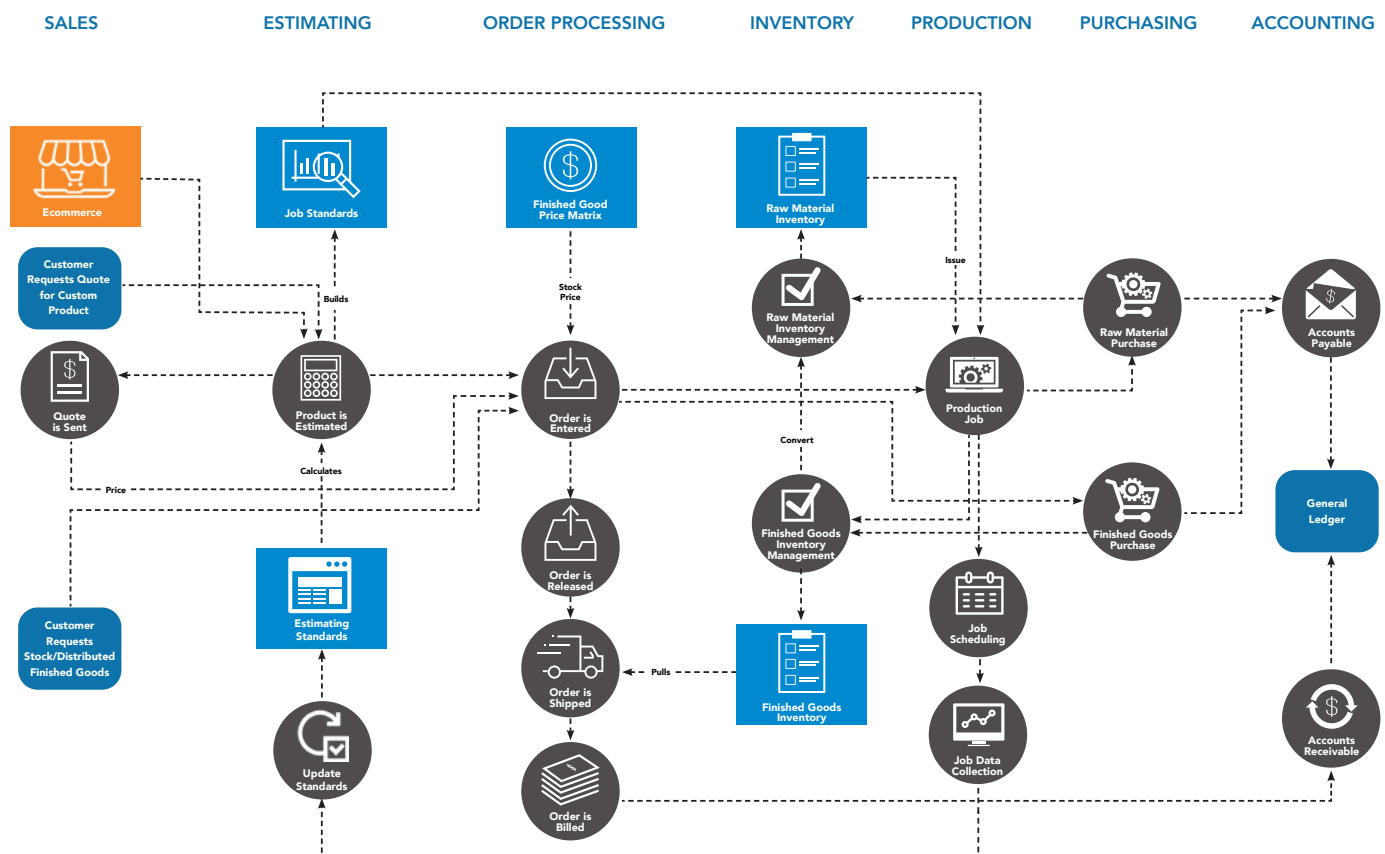 SALES
ESTIMATING
ORDER PROCESSING
INVENTORY
PRODUCTION
PURCHASING
ACCOUNTING
Ecommerce
Job Standards
Finished Good
Price Matrix
Raw Material
Inventory
Customer
Requests Quote
for Custom
Product
Builds
Stock
Price
Issue
Raw Material
Inventory
Management
Raw Material
Purchase
Accounts
Payable
Quote
is Sent
Product is
Estimated
Order is
Entered
Production
Job
Price
Calculates
Convert
Order is
Released
Finished Goods
Inventory
Management
Finished Goods
Purchase
General
Ledger
Customer
Requests
Stock/Distributed
Finished Goods
Estimating
Standards
Job
Scheduling
Order is
Shipped
Pulls
Finished Goods
Inventory
Update
Standards
Order is
Billed
Job Data
Collection
Accounts
Receivable